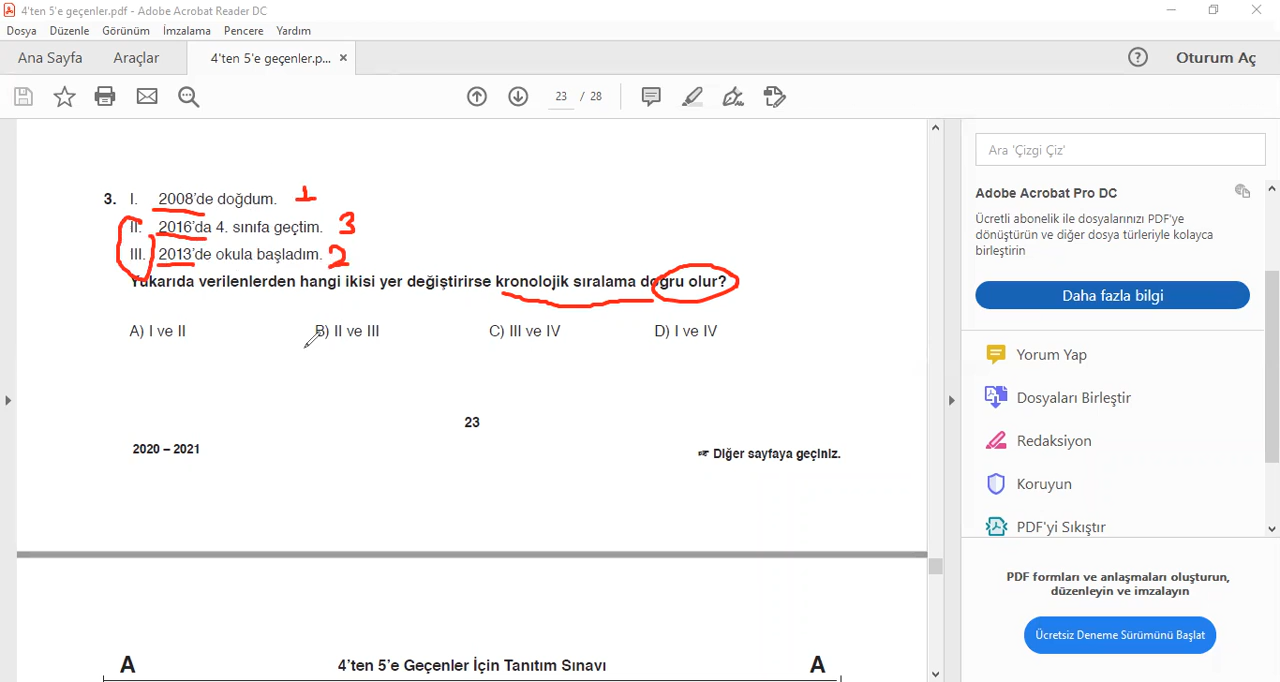 4'ten 5'e geçenler.pdf - Adobe Acrobat Reader DC
Dosya Düzenle Görünüm İmzalama Pencere Yardım
Ana Sayfa Araçlar 4'ten 5'e geçenler.p... × ? Oturum Aç
23 / 28
3. I. 2008'de doğdum. 1
II. 2016'da 4. sınıfa geçtim. 3
III. 2013'de okula başladım. 2
Yukarıda verilenlerden hangi ikisi yer değiştirirse kronolojik sıralama doğru olur?
A) I ve II B) II ve III C) III ve IV D) I ve IV
23
2020 – 2021
☞ Diğer sayfaya geçiniz.
A 4'ten 5'e Geçenler İçin Tanıtım Sınavı A
Ara 'Çizgi Çiz'
Adobe Acrobat Pro DC
Ücretli abonelik ile dosyalarınızı PDF'ye
dönüştürün ve diğer dosya türleriyle kolayca
birleştirin
Daha fazla bilgi
Yorum Yap
Dosyaları Birleştir
Redaksiyon
Koruyun
PDF'yi Sıkıştır
PDF formları ve anlaşmaları oluşturun,
düzenleyin ve imzalayın
Ücretsiz Deneme Sürümünü Başlat